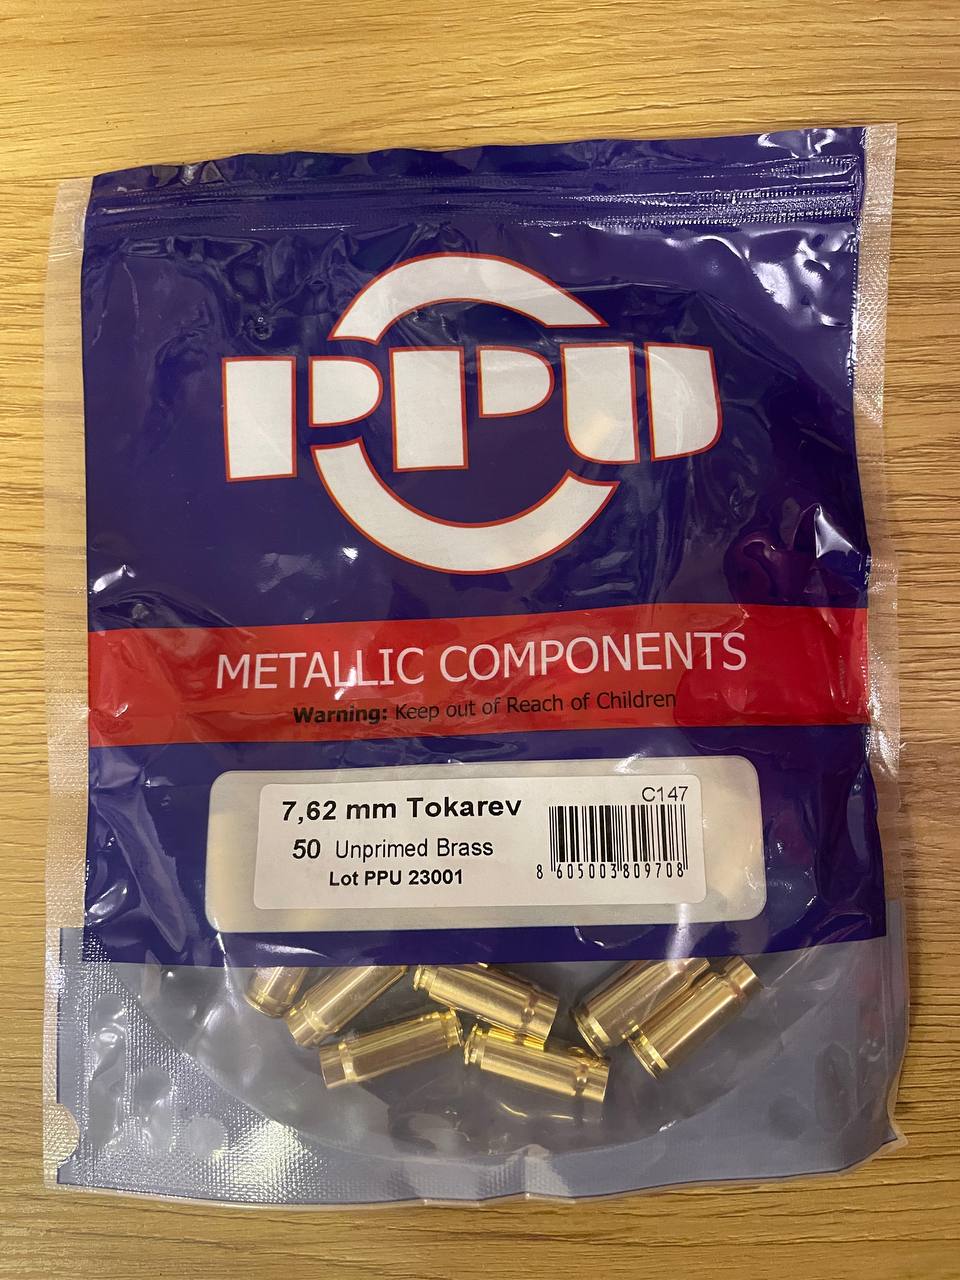 PPU
METALLIC COMPONENTS
Warning: Keep out of Reach of Children
C147
7,62 mm Tokarev
50 Unprimed Brass
Lot PPU 23001
8 605003 809708